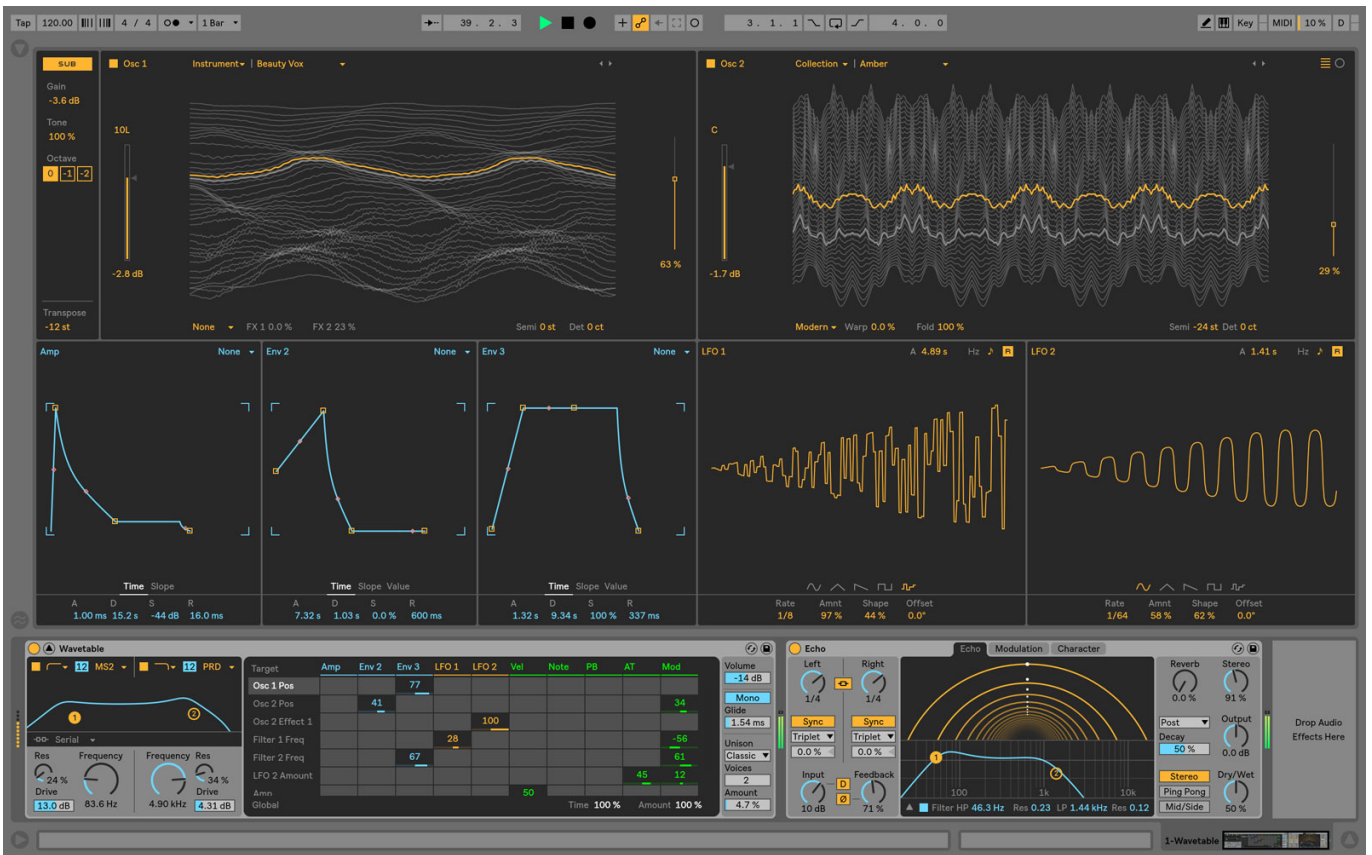 Tap 120.00 4 / 4 1 Bar 39. 2. 3 3. 1. 1 4. 0. 0 Key MIDI 10 % D
SUB
Gain
-3.6 dB
Tone
100 %
Octave
0 -1 -2
Transpose
-12 st
Osc 1 Instrument | Beauty Vox
10L
-2.8 dB
63 %
None FX 1 0.0 % FX 2 23 % Semi 0 st Det 0 ct
Osc 2 Collection | Amber
C
-1.7 dB
29 %
Modern Warp 0.0 % Fold 100 % Semi -24 st Det 0 ct
Amp None
Time Slope
A D S R
1.00 ms 15.2 s -44 dB 16.0 ms
Env 2 None
Time Slope Value
A D S R
7.32 s 1.03 s 0.0 % 600 ms
Env 3 None
Time Slope Value
A D S R
1.32 s 9.34 s 100 % 337 ms
LFO 1 A 4.89 s Hz R
Rate Amnt Shape Offset
1/8 97 % 44 % 0.0°
LFO 2 A 1.41 s Hz R
Rate Amnt Shape Offset
1/64 58 % 62 % 0.0°
Wavetable
12 MS2 12 PRD
1 2
Serial
Res Frequency Frequency Res
24 % 34 %
Drive Drive
13.0 dB 83.6 Hz 4.90 kHz 4.31 dB
Target Amp Env 2 Env 3 LFO 1 LFO 2 Vel Note PB AT Mod
Osc 1 Pos 77
Osc 2 Pos 41 34
Osc 2 Effect 1 100
Filter 1 Freq 28 -56
Filter 2 Freq 67 61
LFO 2 Amount 45 12
Amp 50
Global Time 100 % Amount 100 %
Volume
-14 dB
Mono
Glide
1.54 ms
Unison
Classic
Voices
2
Amount
4.7 %
Echo
Left Right
1/4 1/4
Sync Sync
Triplet Triplet
0.0 % 0.0 %
Input D Feedback
Ø
10 dB 71 %
Echo Modulation Character
1 2
100 1k 10k
Filter HP 46.3 Hz Res 0.23 LP 1.44 kHz Res 0.12
Reverb Stereo
0.0 % 91 %
Post Output
Decay
50 % 0.0 dB
Stereo Dry/Wet
Ping Pong
Mid/Side 50 %
Drop Audio
Effects Here
1-Wavetable